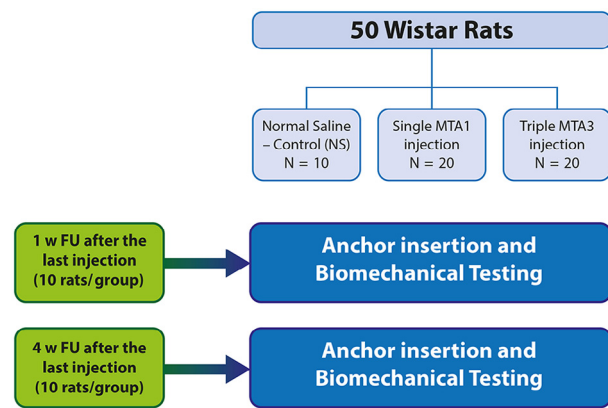 50 Wistar Rats
Normal Saline
– Control (NS)
N = 10
Single MTA1
injection
N = 20
Triple MTA3
injection
N = 20
1 w FU after the
last injection
(10 rats/group)
Anchor insertion and
Biomechanical Testing
4 w FU after the
last injection
(10 rats/group)
Anchor insertion and
Biomechanical Testing